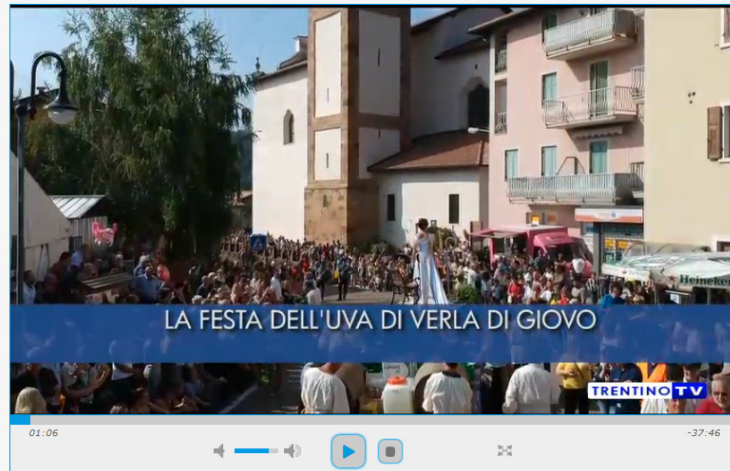 Heineken
LA FESTA DELL'UVA DI VERLA DI GIOVO
TRENTINO TV
01:06
-37:46